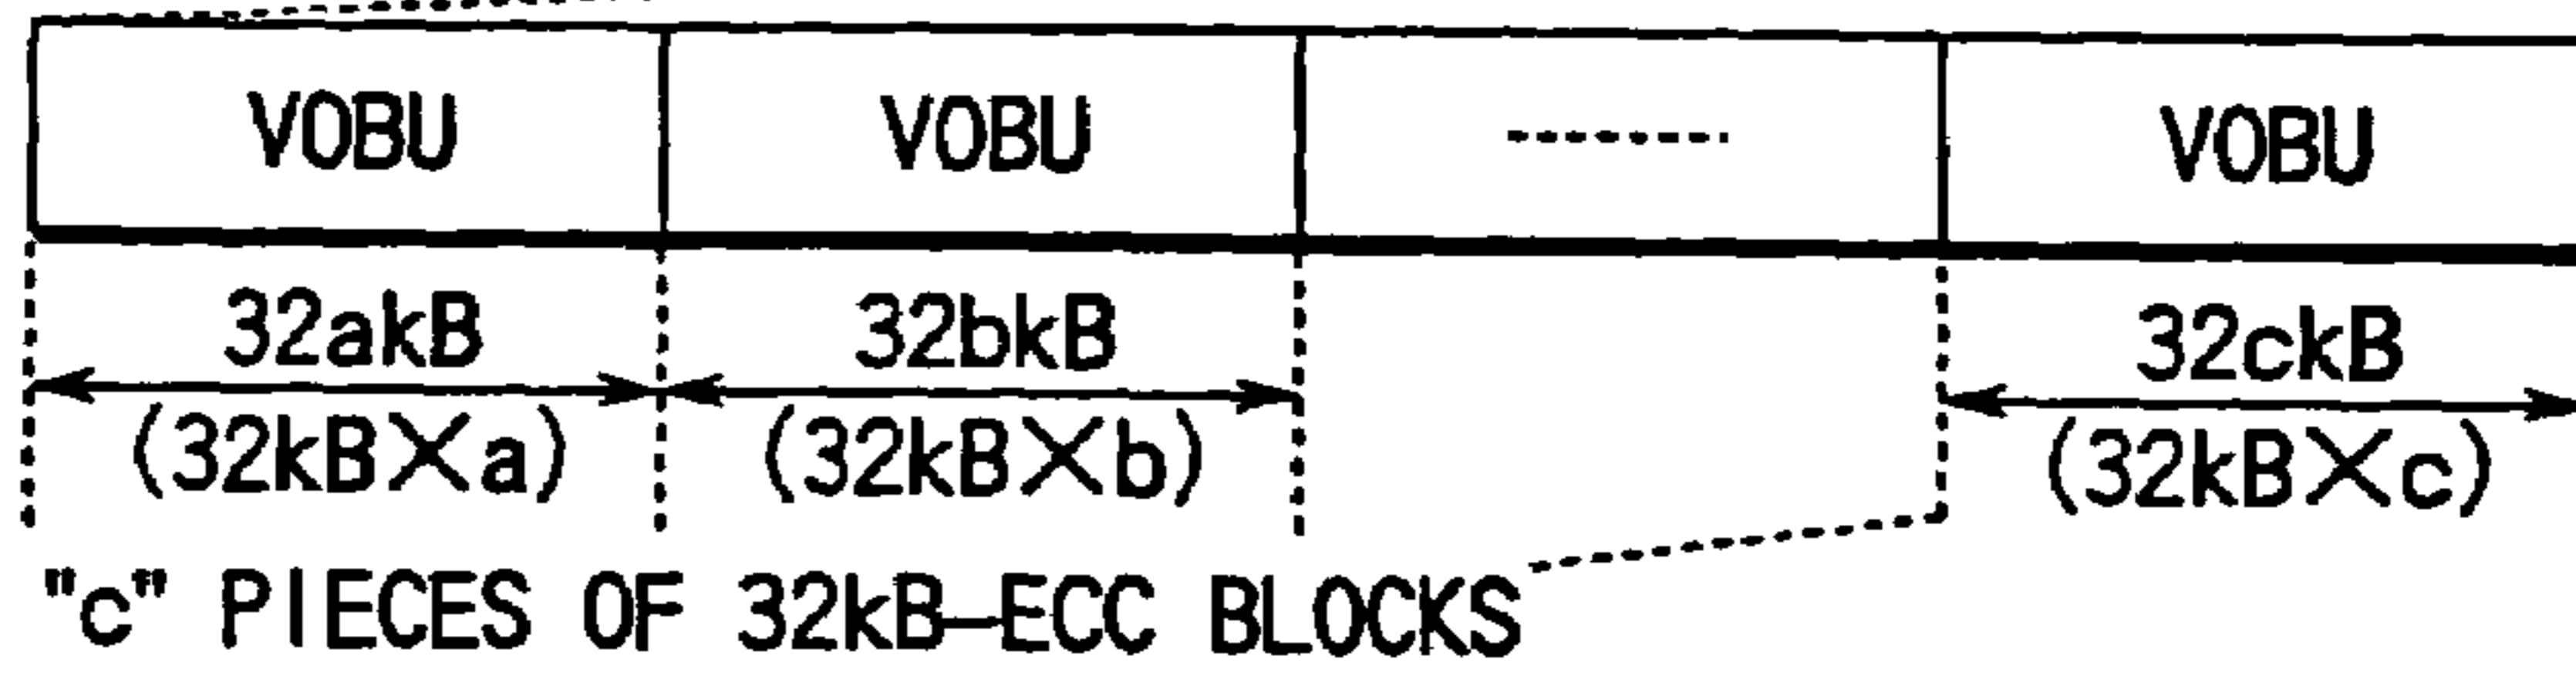 VOBU VOBU --------- VOBU
32akB 32bkB 32ckB
(32kB×a) (32kB×b) (32kB×c)
"c" PIECES OF 32kB-ECC BLOCKS